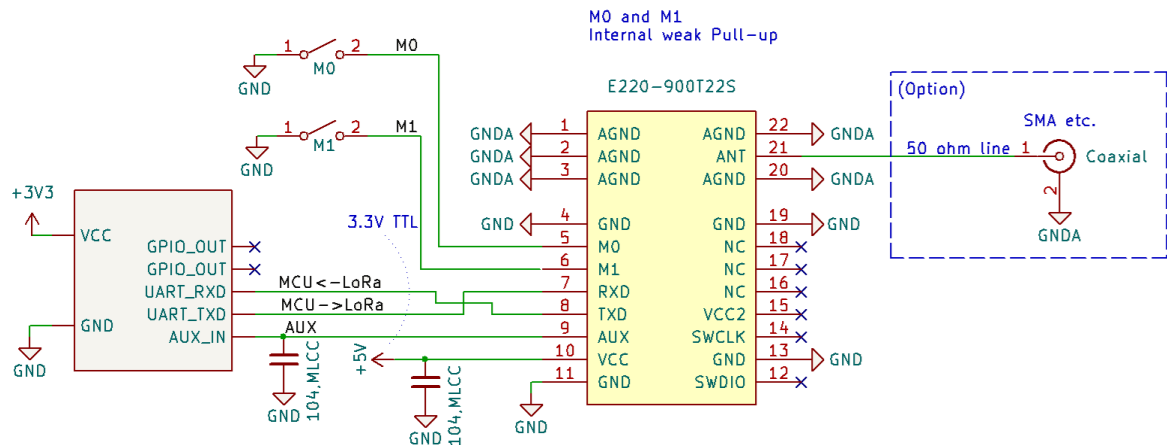 M0 and M1
Internal weak Pull-up
1 2 M0
M0
GND
1 2 M1
M1
GND
E220-900T22S
1 AGND GNDA
2 AGND GNDA
3 AGND GNDA
4 GND GND
5 M0
6 M1
7 RXD
8 TXD
9 AUX
10 VCC
11 GND
22 AGND GNDA
21 ANT
20 AGND GNDA
19 GND GND
18 NC
17 NC
16 NC
15 VCC2
14 SWCLK
13 GND GND
12 SWDIO
(Option)
SMA etc.
50 ohm line
1
Coaxial
2
GNDA
+3V3
VCC
GND
GND
GPIO_OUT
GPIO_OUT
UART_RXD
UART_TXD
AUX_IN
3.3V TTL
MCU<-LoRa
MCU->LoRa
AUX
104,MLCC
GND
+5V
104,MLCC
GND
GND